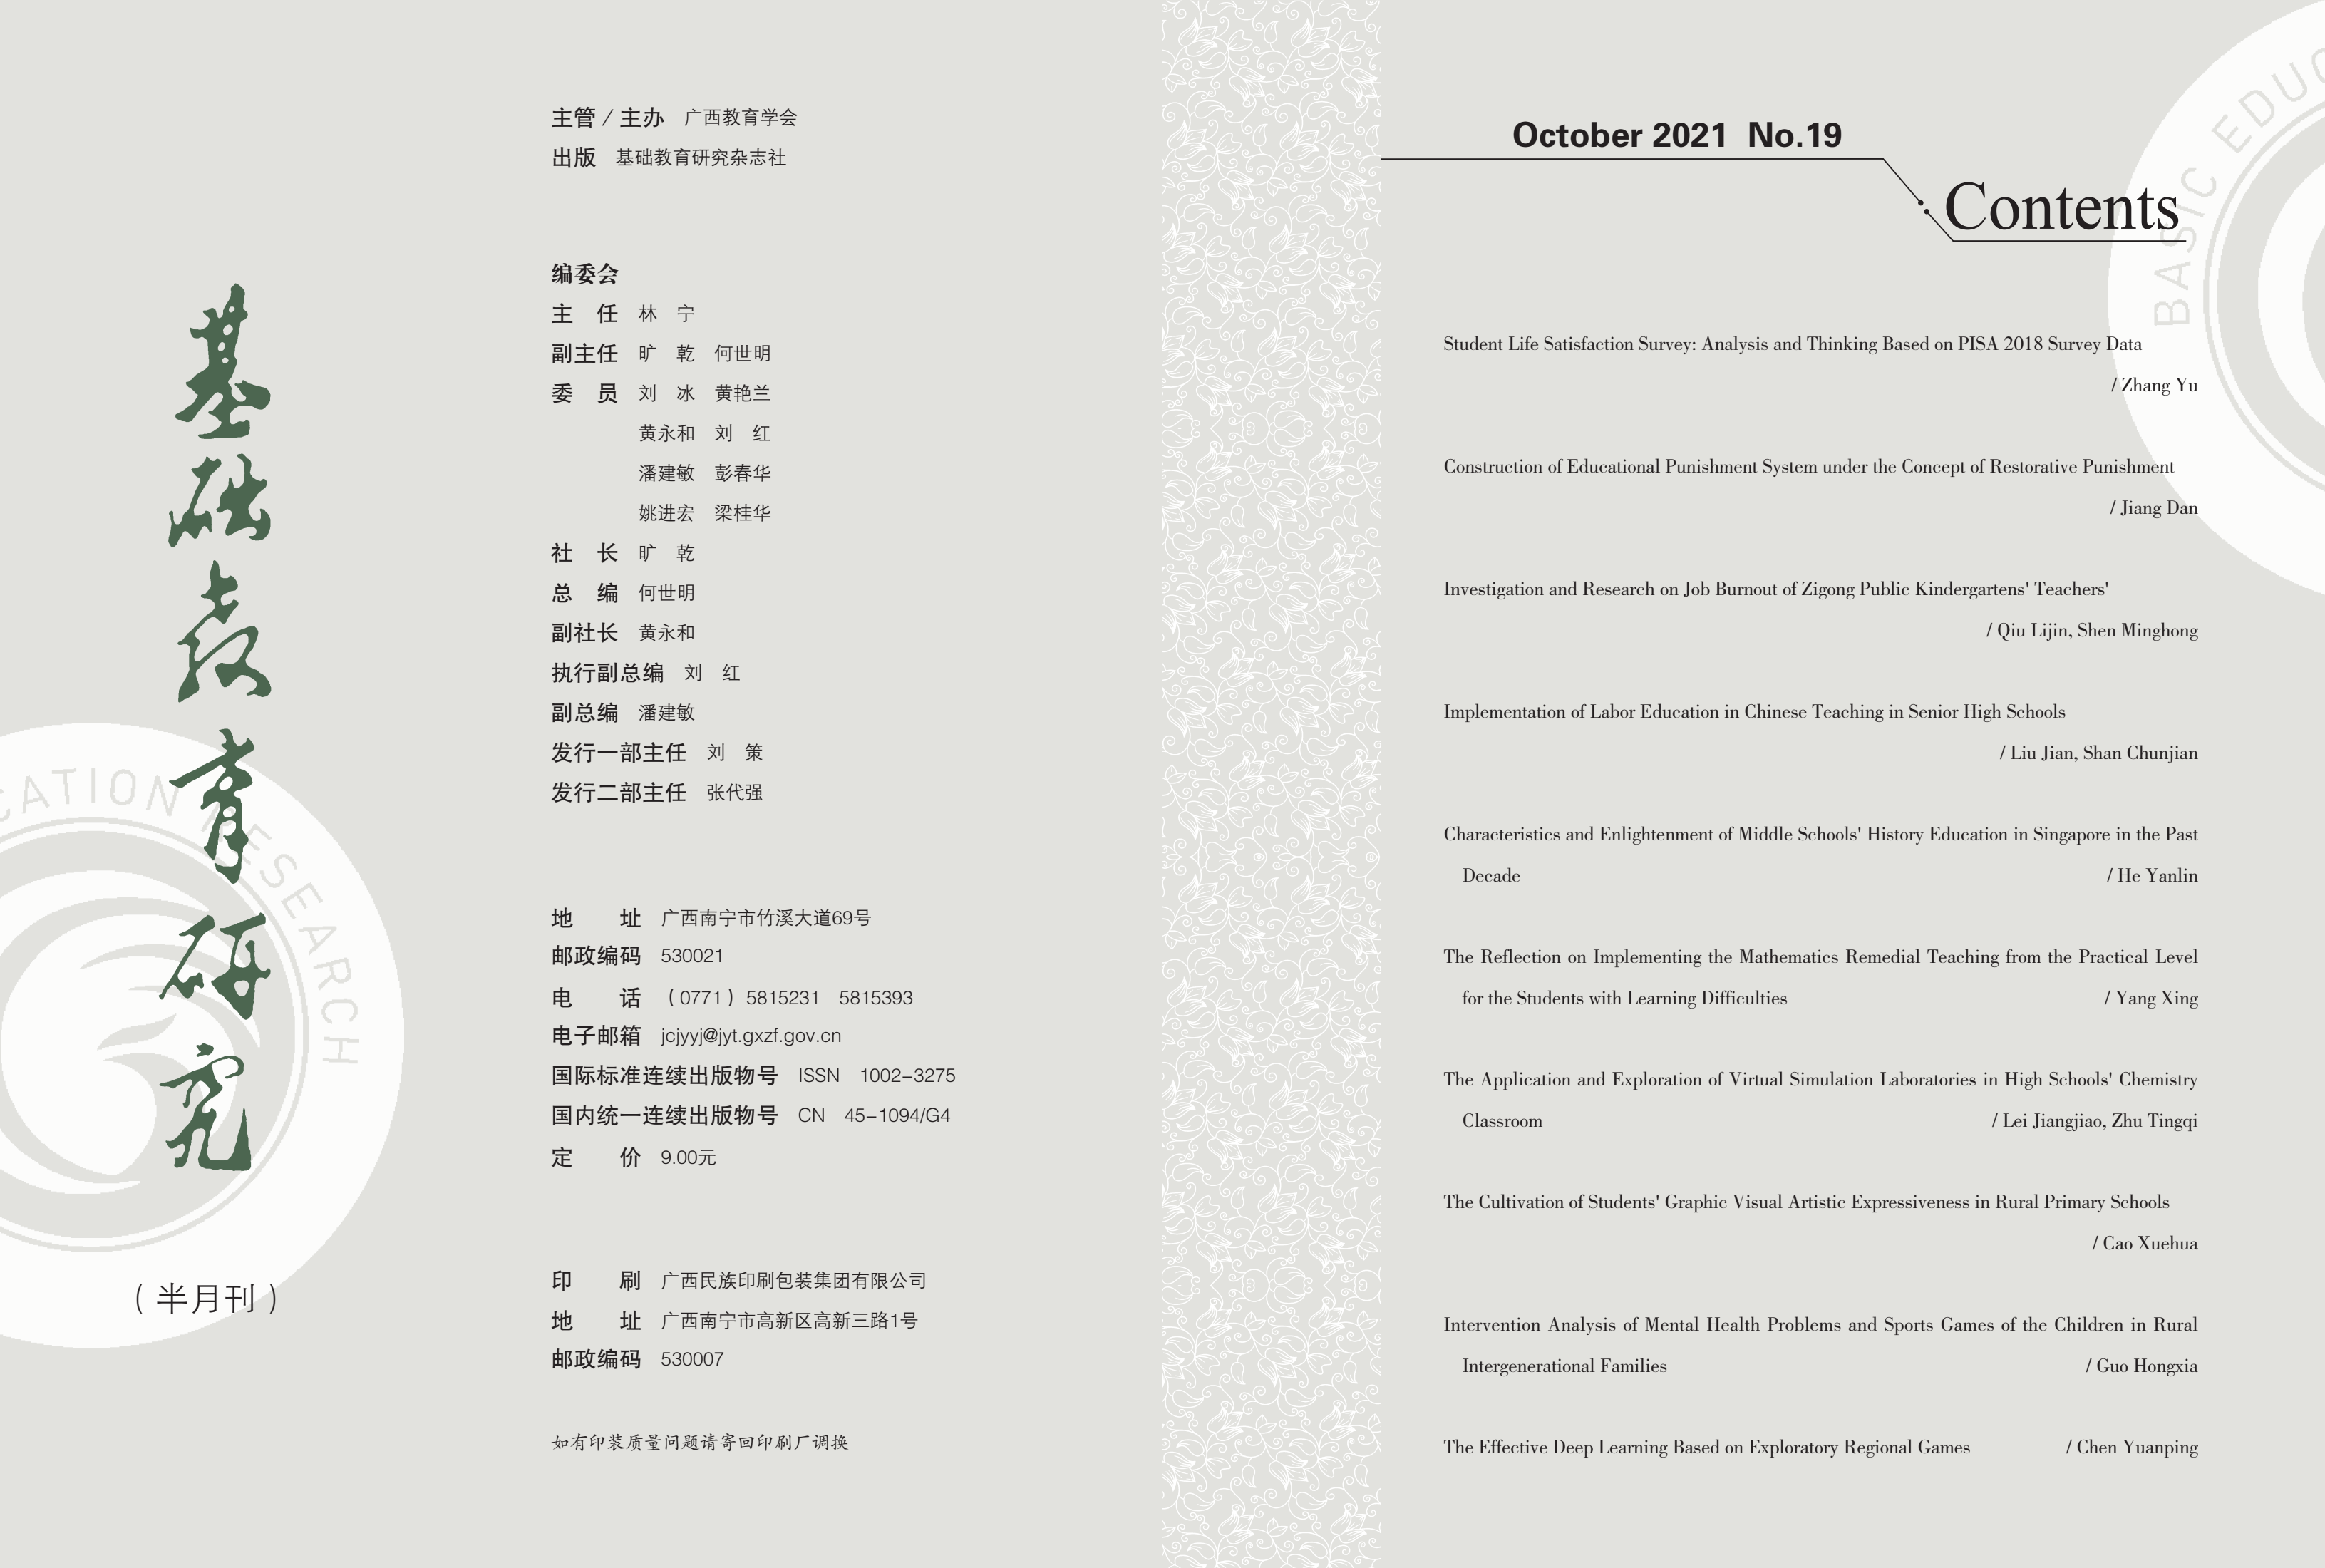 基础教育研究
（半月刊）
主管/主办 广西教育学会
出版 基础教育研究杂志社
编委会
主 任 林 宁
副主任 旷 乾 何世明
委 员 刘 冰 黄艳兰
黄永和 刘 红
潘建敏 彭春华
姚进宏 梁桂华
社 长 旷 乾
总 编 何世明
副社长 黄永和
执行副总编 刘 红
副总编 潘建敏
发行一部主任 刘 策
发行二部主任 张代强
地 址 广西南宁市竹溪大道69号
邮政编码 530021
电 话 （0771）5815231 5815393
电子邮箱 jcjyyj@jyt.gxzf.gov.cn
国际标准连续出版物号 ISSN 1002-3275
国内统一连续出版物号 CN 45-1094/G4
定 价 9.00元
印 刷 广西民族印刷包装集团有限公司
地 址 广西南宁市高新区高新三路1号
邮政编码 530007
如有印装质量问题请寄回印刷厂调换
CATION RESEARCH
BASIC EDUC
October 2021 No.19
Contents
Student Life Satisfaction Survey: Analysis and Thinking Based on PISA 2018 Survey Data
/ Zhang Yu
Construction of Educational Punishment System under the Concept of Restorative Punishment
/ Jiang Dan
Investigation and Research on Job Burnout of Zigong Public Kindergartens' Teachers'
/ Qiu Lijin, Shen Minghong
Implementation of Labor Education in Chinese Teaching in Senior High Schools
/ Liu Jian, Shan Chunjian
Characteristics and Enlightenment of Middle Schools' History Education in Singapore in the Past
Decade / He Yanlin
The Reflection on Implementing the Mathematics Remedial Teaching from the Practical Level
for the Students with Learning Difficulties / Yang Xing
The Application and Exploration of Virtual Simulation Laboratories in High Schools' Chemistry
Classroom / Lei Jiangjiao, Zhu Tingqi
The Cultivation of Students' Graphic Visual Artistic Expressiveness in Rural Primary Schools
/ Cao Xuehua
Intervention Analysis of Mental Health Problems and Sports Games of the Children in Rural
Intergenerational Families / Guo Hongxia
The Effective Deep Learning Based on Exploratory Regional Games / Chen Yuanping